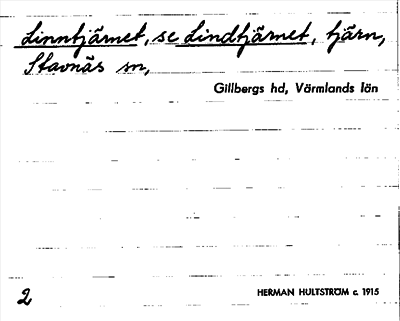 Linntjärnet, se Lindtjärnet, tjärn,
Stavnäs sn,
Gillbergs hd, Värmlands län
2
HERMAN HULTSTRÖM c. 1915